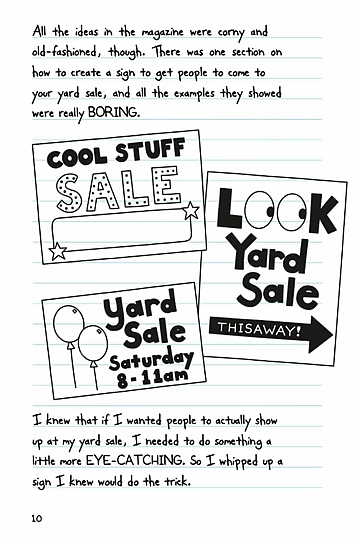 All the ideas in the magazine were corny and
old-fashioned, though. There was one section on
how to create a sign to get people to come to
your yard sale, and all the examples they showed
were really BORING.
COOL STUFF
SALE
LOOK
Yard
Sale
THISAWAY!
Yard
Sale
Saturday
8-11am
I knew that if I wanted people to actually show
up at my yard sale, I needed to do something a
little more EYE-CATCHING. So I whipped up a
sign I knew would do the trick.
10